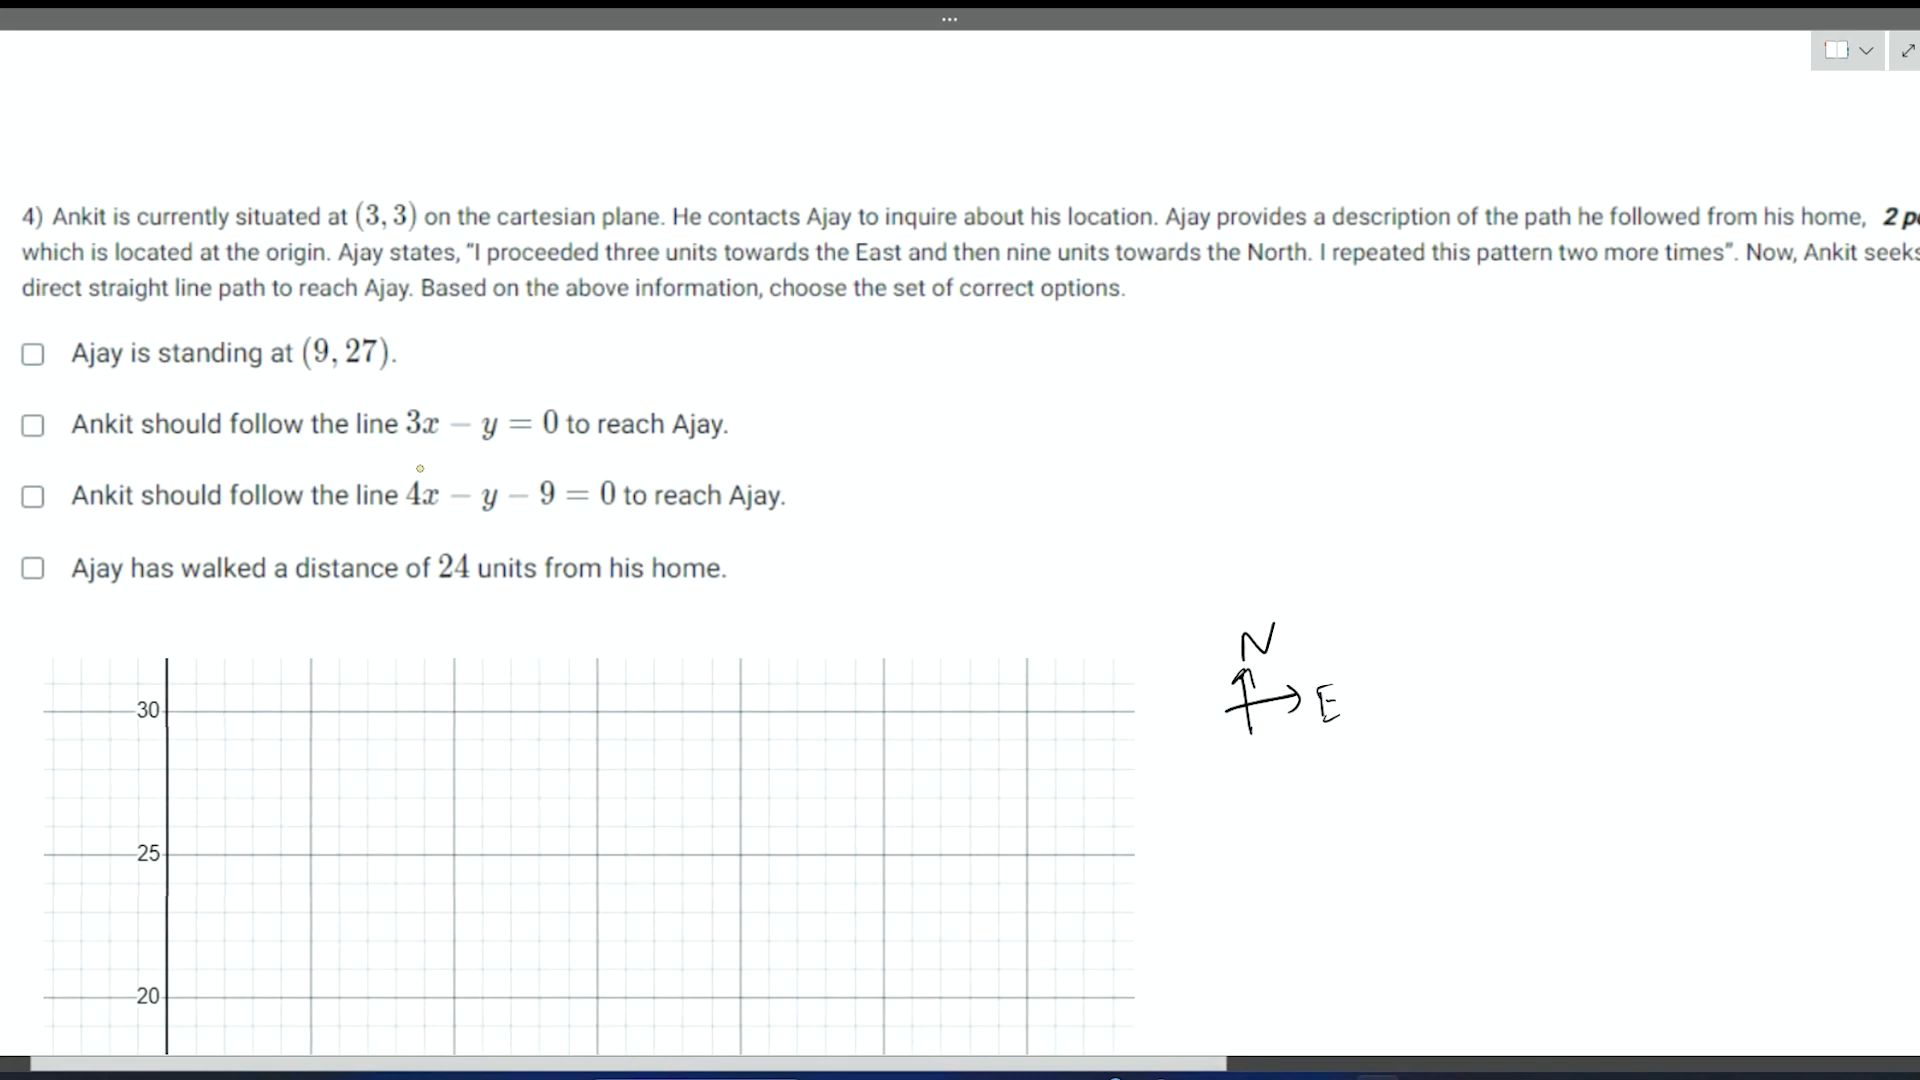 4) Ankit is currently situated at (3, 3) on the cartesian plane. He contacts Ajay to inquire about his location. Ajay provides a description of the path he followed from his home, 2 po
which is located at the origin. Ajay states, "I proceeded three units towards the East and then nine units towards the North. I repeated this pattern two more times". Now, Ankit seeks
direct straight line path to reach Ajay. Based on the above information, choose the set of correct options.
Ajay is standing at (9, 27).
Ankit should follow the line 3x − y = 0 to reach Ajay.
Ankit should follow the line 4x − y − 9 = 0 to reach Ajay.
Ajay has walked a distance of 24 units from his home.
N
E
30
25
20